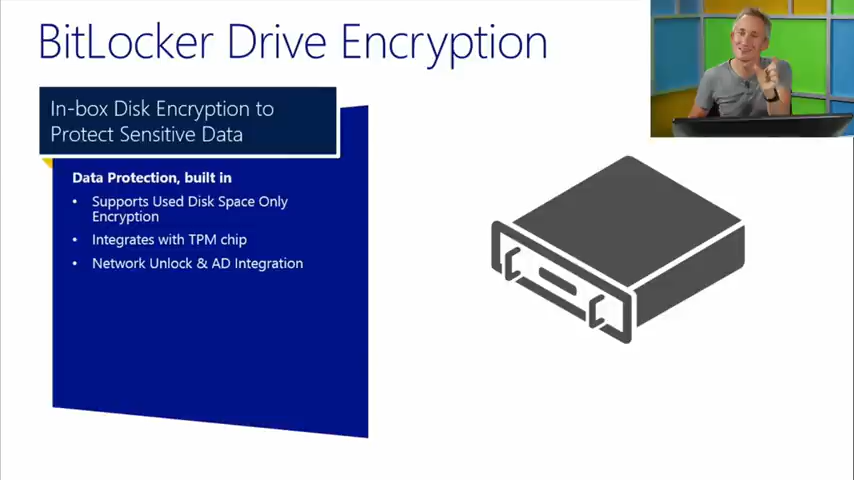 BitLocker Drive Encryption
In-box Disk Encryption to
Protect Sensitive Data
Data Protection, built in
• Supports Used Disk Space Only
Encryption
• Integrates with TPM chip
• Network Unlock & AD Integration